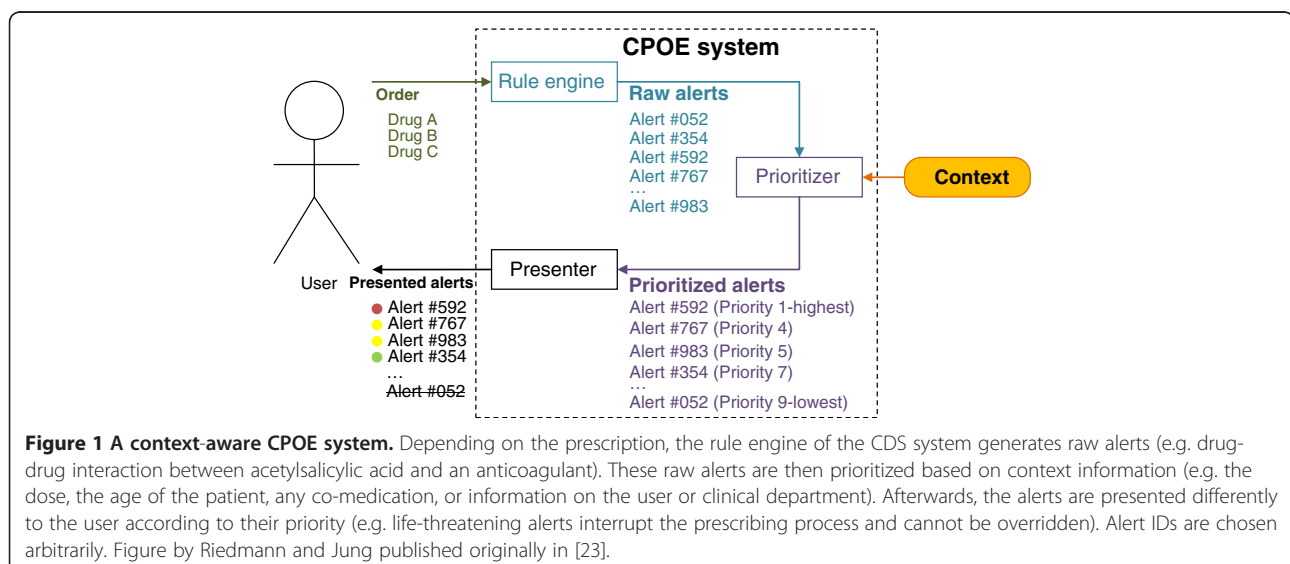 CPOE system
Order
Drug A
Drug B
Drug C
Rule engine
Raw alerts
Alert #052
Alert #354
Alert #592
Alert #767
…
Alert #983
Prioritizer
Context
User
Presented alerts
Alert #592
Alert #767
Alert #983
Alert #354
…
Alert #052
Presenter
Prioritized alerts
Alert #592 (Priority 1-highest)
Alert #767 (Priority 4)
Alert #983 (Priority 5)
Alert #354 (Priority 7)
…
Alert #052 (Priority 9-lowest)
Figure 1 A context-aware CPOE system. Depending on the prescription, the rule engine of the CDS system generates raw alerts (e.g. drug-
drug interaction between acetylsalicylic acid and an anticoagulant). These raw alerts are then prioritized based on context information (e.g. the
dose, the age of the patient, any co-medication, or information on the user or clinical department). Afterwards, the alerts are presented differently
to the user according to their priority (e.g. life-threatening alerts interrupt the prescribing process and cannot be overridden). Alert IDs are chosen
arbitrarily. Figure by Riedmann and Jung published originally in [23].